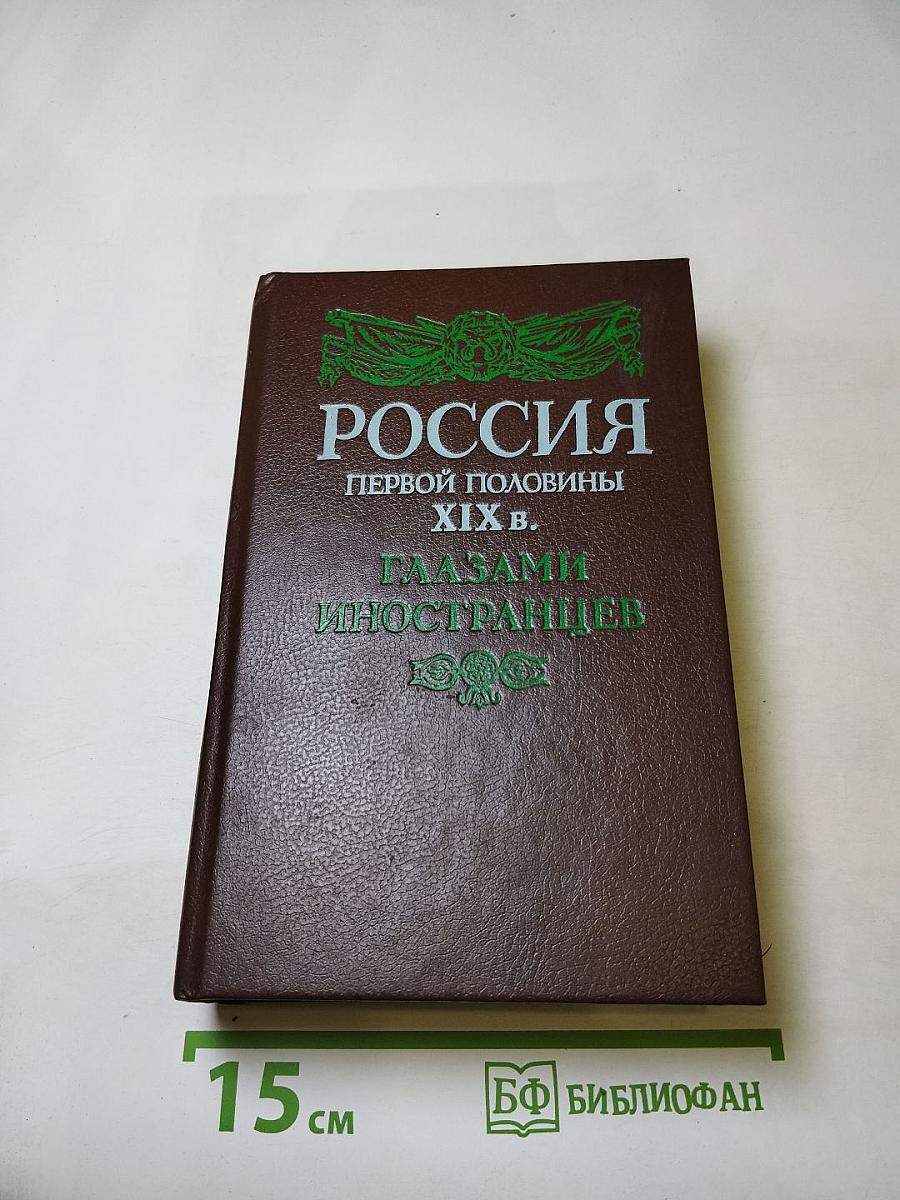 РОССИЯ
ПЕРВОЙ ПОЛОВИНЫ
XIX в.
ГЛАЗАМИ
ИНОСТРАНЦЕВ
15 см
БФ БИБЛИОФАН